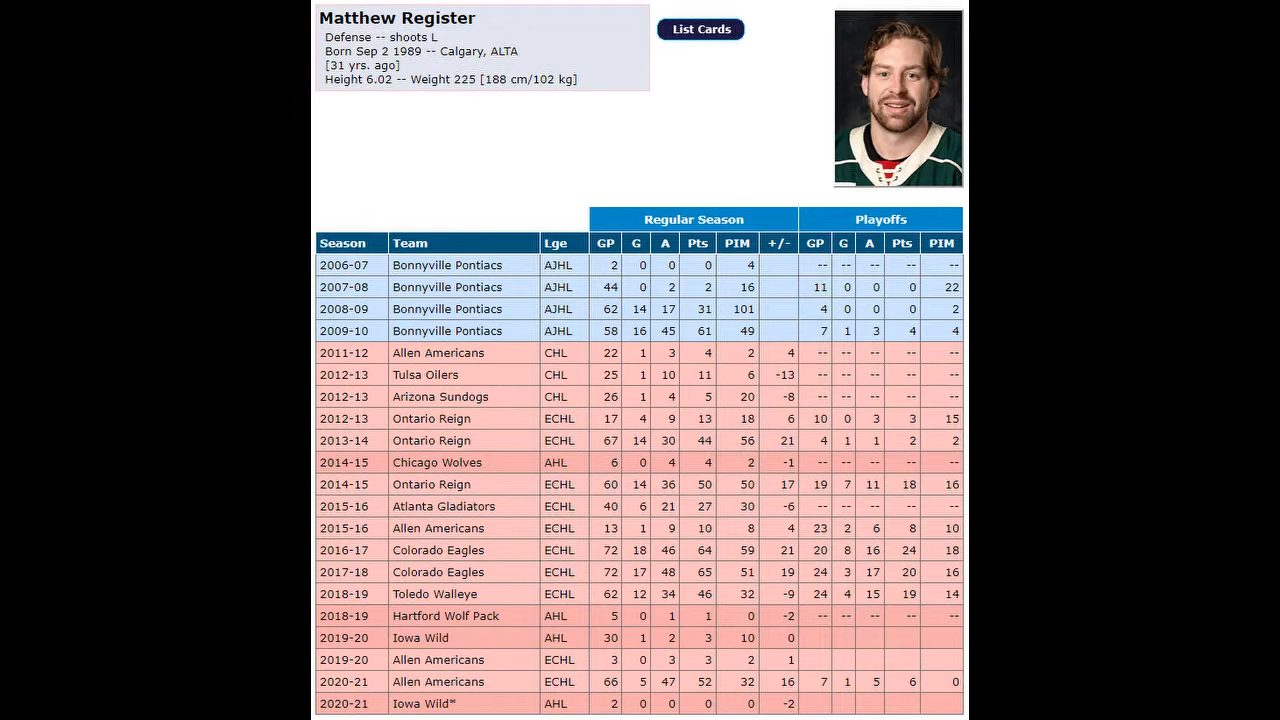 Matthew Register
Defense -- shoots L
Born Sep 2 1989 -- Calgary, ALTA
[31 yrs. ago]
Height 6.02 -- Weight 225 [188 cm/102 kg]
List Cards
Regular Season Playoffs
Season Team Lge GP G A Pts PIM +/- GP G A Pts PIM
2006-07 Bonnyville Pontiacs AJHL 2 0 0 0 4 -- -- -- -- --
2007-08 Bonnyville Pontiacs AJHL 44 0 2 2 16 11 0 0 0 22
2008-09 Bonnyville Pontiacs AJHL 62 14 17 31 101 4 0 0 0 2
2009-10 Bonnyville Pontiacs AJHL 58 16 45 61 49 7 1 3 4 4
2011-12 Allen Americans CHL 22 1 3 4 2 4 -- -- -- -- --
2012-13 Tulsa Oilers CHL 25 1 10 11 6 -13 -- -- -- -- --
2012-13 Arizona Sundogs CHL 26 1 4 5 20 -8 -- -- -- -- --
2012-13 Ontario Reign ECHL 17 4 9 13 18 6 10 0 3 3 15
2013-14 Ontario Reign ECHL 67 14 30 44 56 21 4 1 1 2 2
2014-15 Chicago Wolves AHL 6 0 4 4 2 -1 -- -- -- -- --
2014-15 Ontario Reign ECHL 60 14 36 50 50 17 19 7 11 18 16
2015-16 Atlanta Gladiators ECHL 40 6 21 27 30 -6 -- -- -- -- --
2015-16 Allen Americans ECHL 13 1 9 10 8 4 23 2 6 8 10
2016-17 Colorado Eagles ECHL 72 18 46 64 59 21 20 8 16 24 18
2017-18 Colorado Eagles ECHL 72 17 48 65 51 19 24 3 17 20 16
2018-19 Toledo Walleye ECHL 62 12 34 46 32 -9 24 4 15 19 14
2018-19 Hartford Wolf Pack AHL 5 0 1 1 0 -2 -- -- -- -- --
2019-20 Iowa Wild AHL 30 1 2 3 10 0
2019-20 Allen Americans ECHL 3 0 3 3 2 1
2020-21 Allen Americans ECHL 66 5 47 52 32 16 7 1 5 6 0
2020-21 Iowa Wild* AHL 2 0 0 0 0 -2